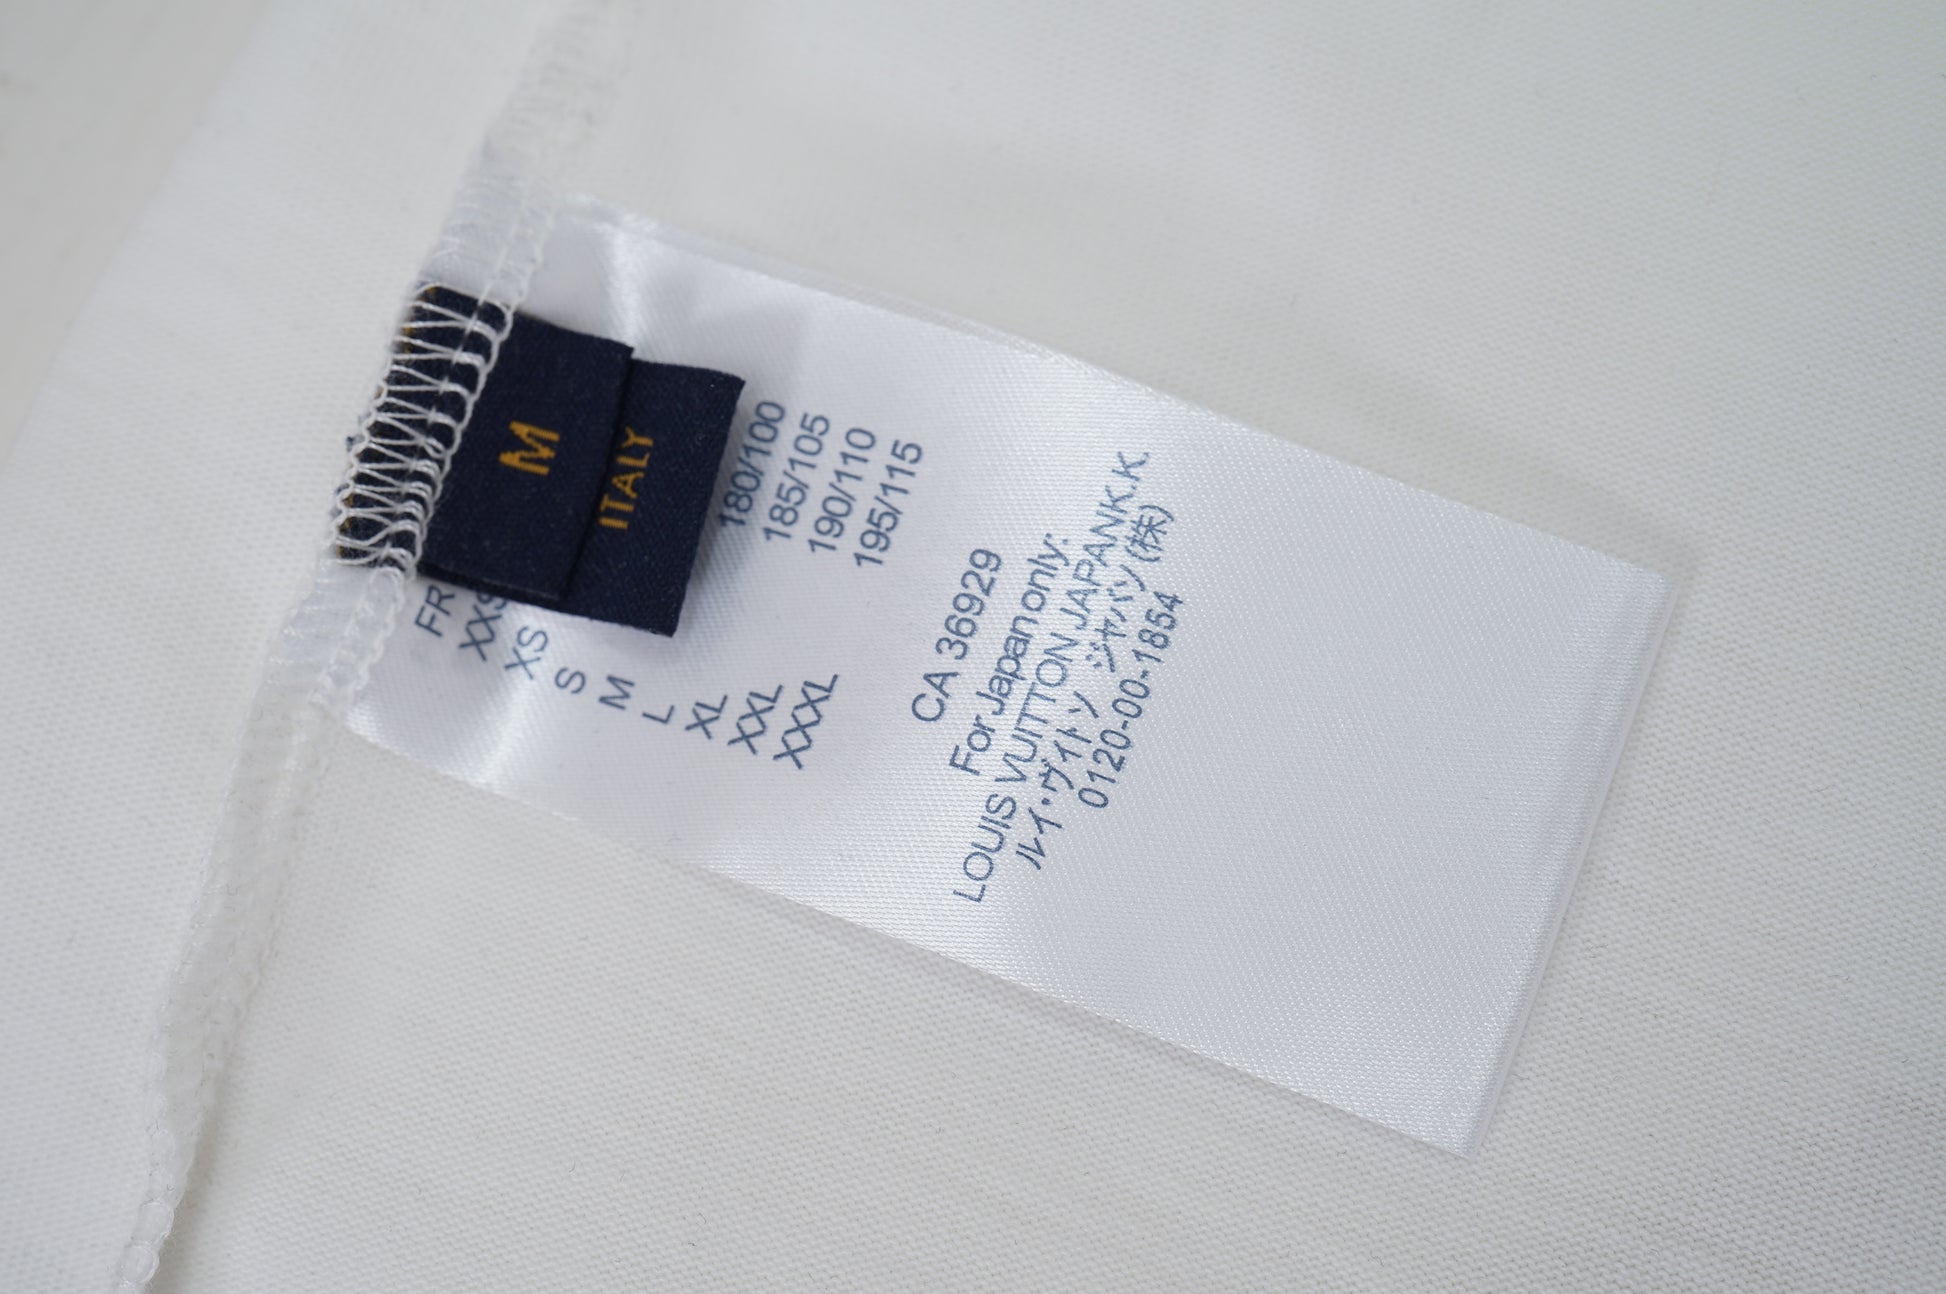 M
ITALY
FR
XXS
XS
S
M
L 180/100
XL 185/105
XXL 190/110
XXXL 195/115
CA 36929
For Japan only:
LOUIS VUITTON JAPAN K.K.
ルイ・ヴィトン ジャパン(株)
0120-00-1854